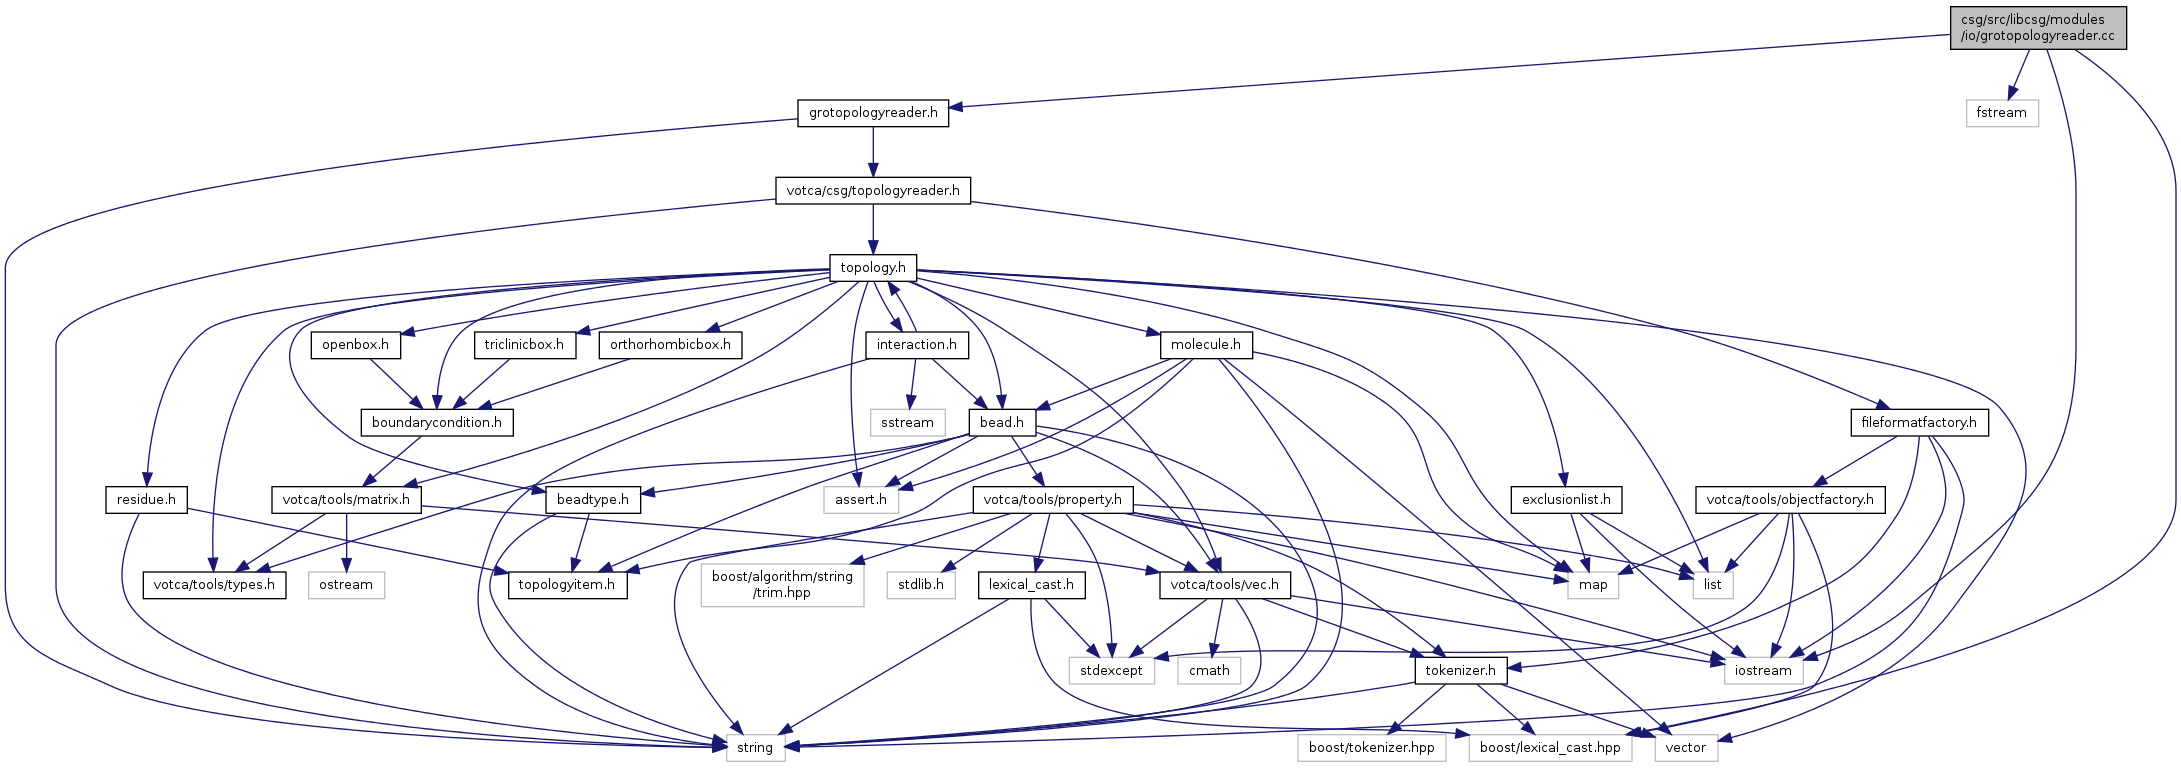 csg/src/libcsg/modules
/io/grotopologyreader.cc
grotopologyreader.h
fstream
votca/csg/topologyreader.h
topology.h
openbox.h
triclinicbox.h
orthorhombicbox.h
interaction.h
molecule.h
boundarycondition.h
sstream
bead.h
fileformatfactory.h
residue.h
votca/tools/matrix.h
beadtype.h
assert.h
votca/tools/property.h
exclusionlist.h
votca/tools/objectfactory.h
votca/tools/types.h
ostream
topologyitem.h
boost/algorithm/string
/trim.hpp
stdlib.h
lexical_cast.h
votca/tools/vec.h
map
list
stdexcept
cmath
tokenizer.h
iostream
string
boost/tokenizer.hpp
boost/lexical_cast.hpp
vector